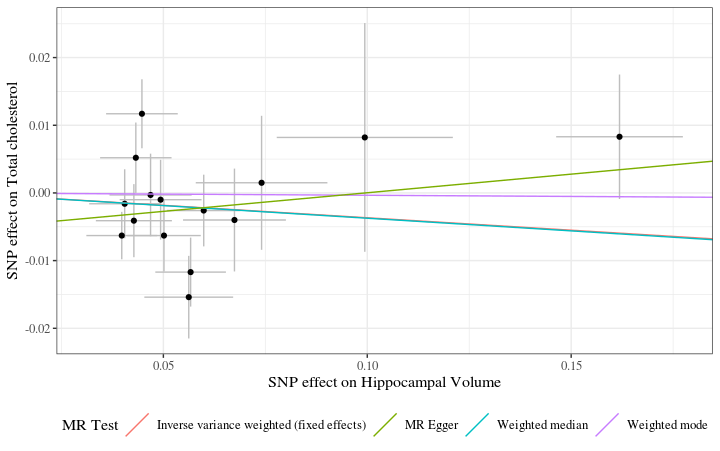 SNP effect on Total cholesterol
0.02
0.01
0.00
-0.01
-0.02
0.05 0.10 0.15
SNP effect on Hippocampal Volume
MR Test Inverse variance weighted (fixed effects) MR Egger Weighted median Weighted mode